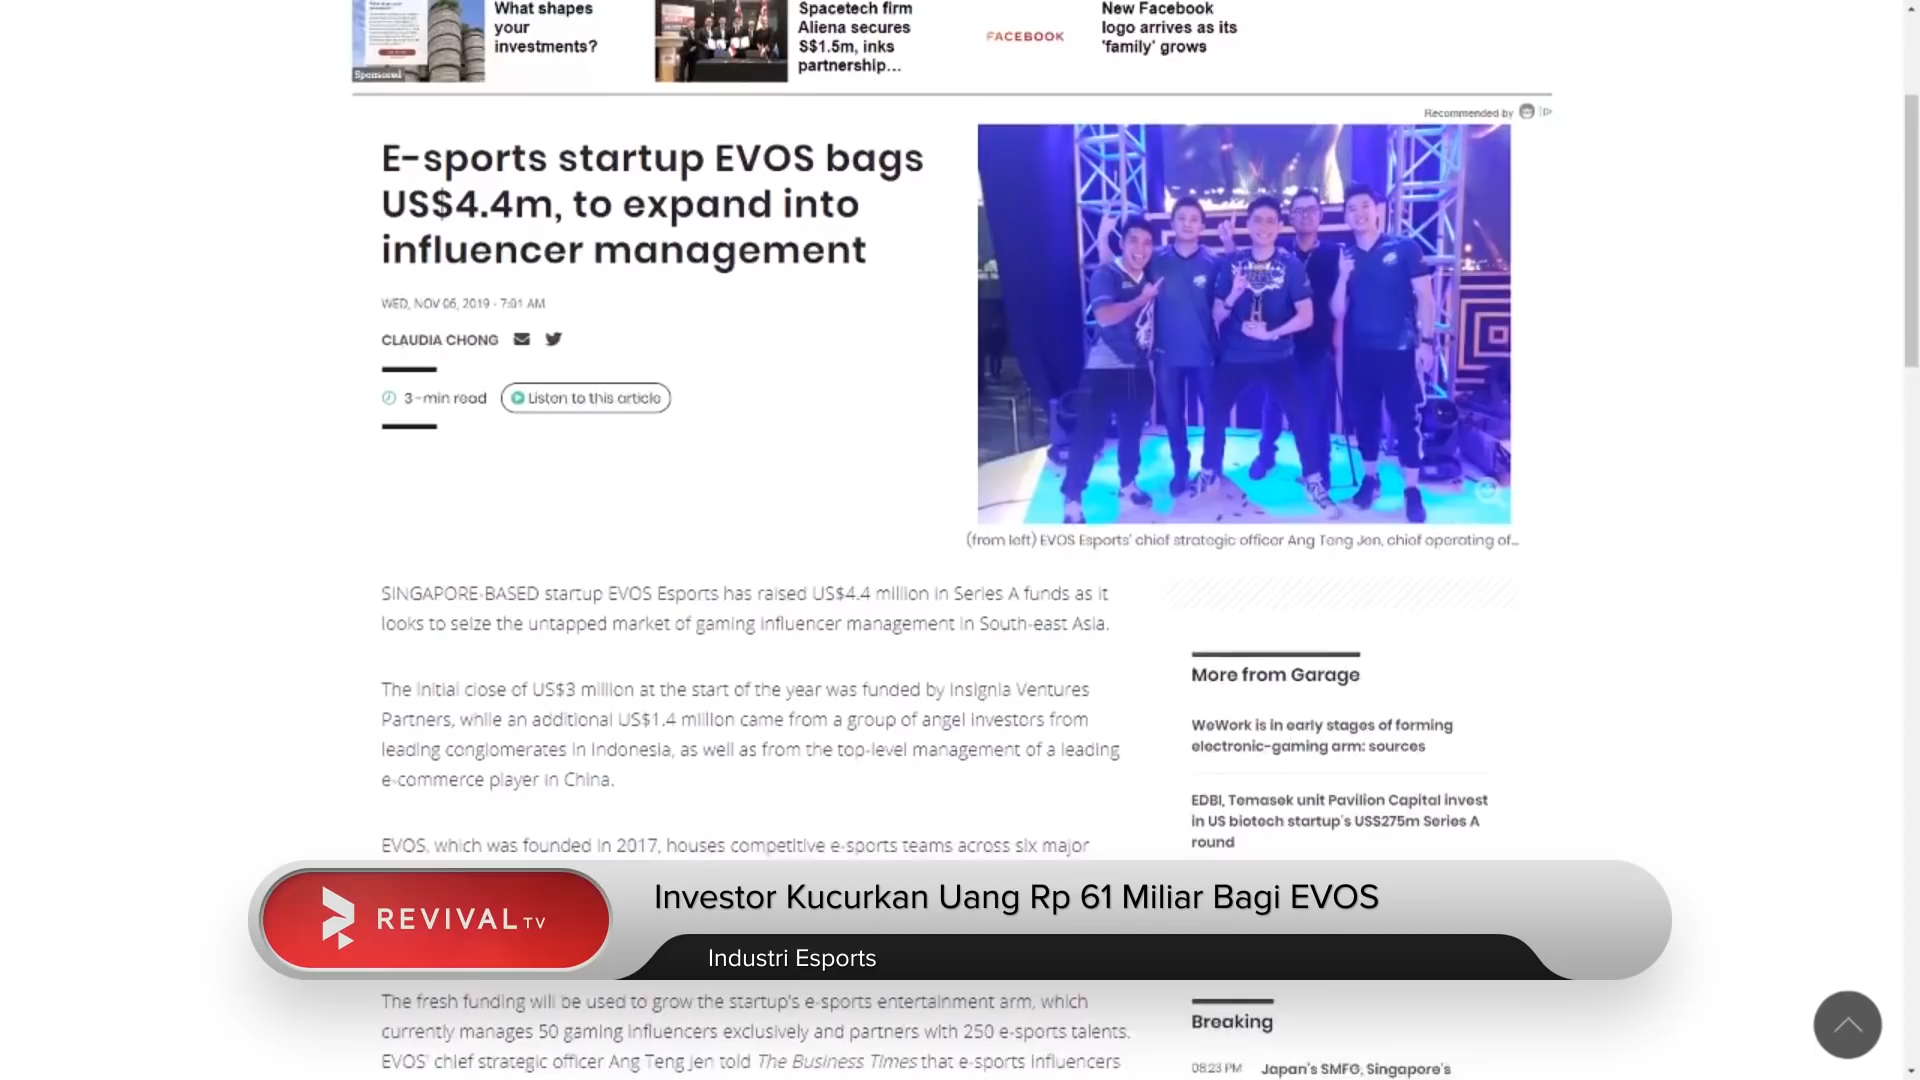 What shapes
your
investments?
Sponsored
Spacetech firm
Aliena secures
S$1.5m, inks
partnership...
FACEBOOK
New Facebook
logo arrives as its
'family' grows
Recommended by
E-sports startup EVOS bags
US$4.4m, to expand into
influencer management
WED, NOV 06, 2019 - 7:01 AM
CLAUDIA CHONG
3-min read
Listen to this article
(from left) EVOS Esports' chief strategic officer Ang Teng Jen, chief operating of...
SINGAPORE-BASED startup EVOS Esports has raised US$4.4 million in Series A funds as it
looks to seize the untapped market of gaming influencer management in South-east Asia.
The initial close of US$3 million at the start of the year was funded by Insignia Ventures
Partners, while an additional US$1.4 million came from a group of angel investors from
leading conglomerates in Indonesia, as well as from the top-level management of a leading
e-commerce player in China.
EVOS, which was founded in 2017, houses competitive e-sports teams across six major
More from Garage
WeWork is in early stages of forming
electronic-gaming arm: sources
EDBI, Temasek unit Pavilion Capital invest
in US biotech startup's US$275m Series A
round
REVIVAL TV
Investor Kucurkan Uang Rp 61 Miliar Bagi EVOS
Industri Esports
The fresh funding will be used to grow the startup's e-sports entertainment arm, which
currently manages 50 gaming influencers exclusively and partners with 250 e-sports talents.
EVOS' chief strategic officer Ang Teng Jen told The Business Times that e-sports influencers
Breaking
08:23 PM Japan's SMFG, Singapore's